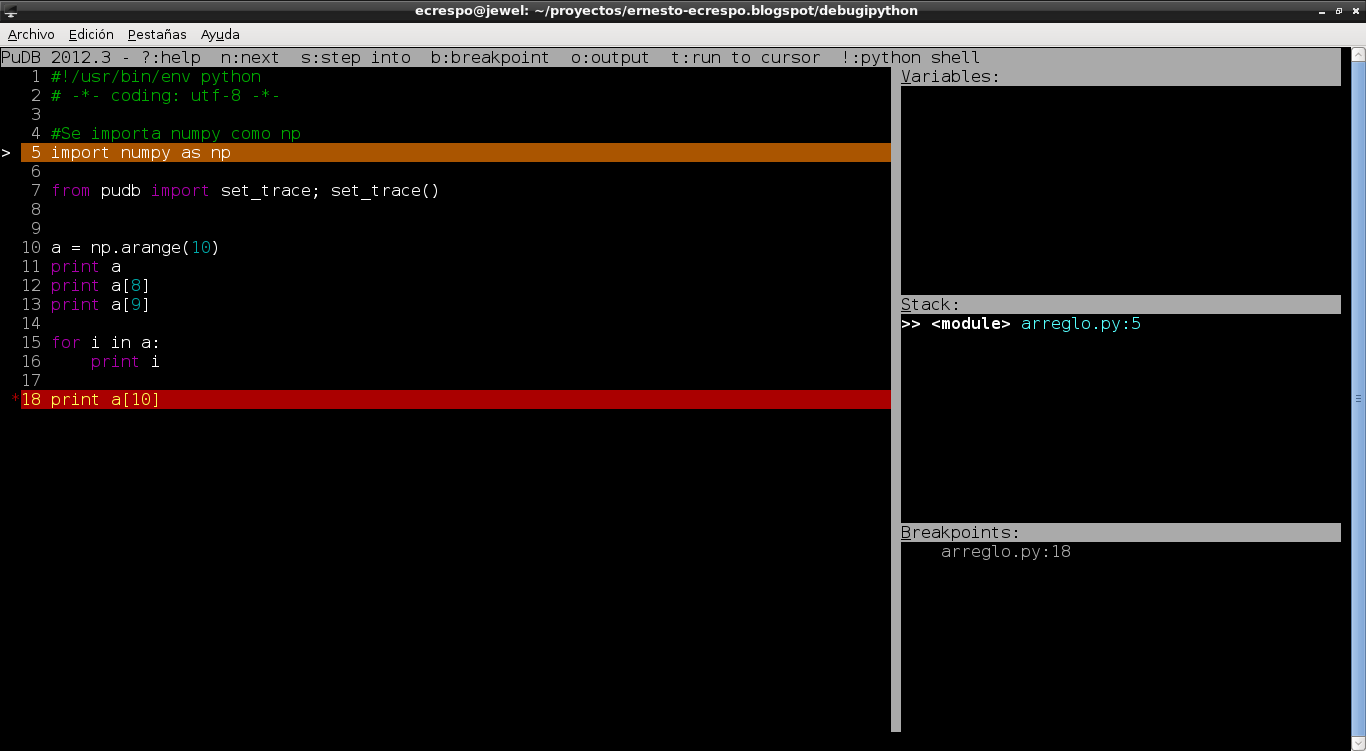 ecrespo@jewel: ~/proyectos/ernesto-ecrespo.blogspot/debugipython
Archivo Edición Pestañas Ayuda
PuDB 2012.3 - ?:help n:next s:step into b:breakpoint o:output t:run to cursor !:python shell
1 #!/usr/bin/env python
2 # -*- coding: utf-8 -*-
3
4 #Se importa numpy como np
> 5 import numpy as np
6
7 from pudb import set_trace; set_trace()
8
9
10 a = np.arange(10)
11 print a
12 print a[8]
13 print a[9]
14
15 for i in a:
16     print i
17
*18 print a[10]
Variables:
Stack:
>> <module> arreglo.py:5
Breakpoints:
arreglo.py:18